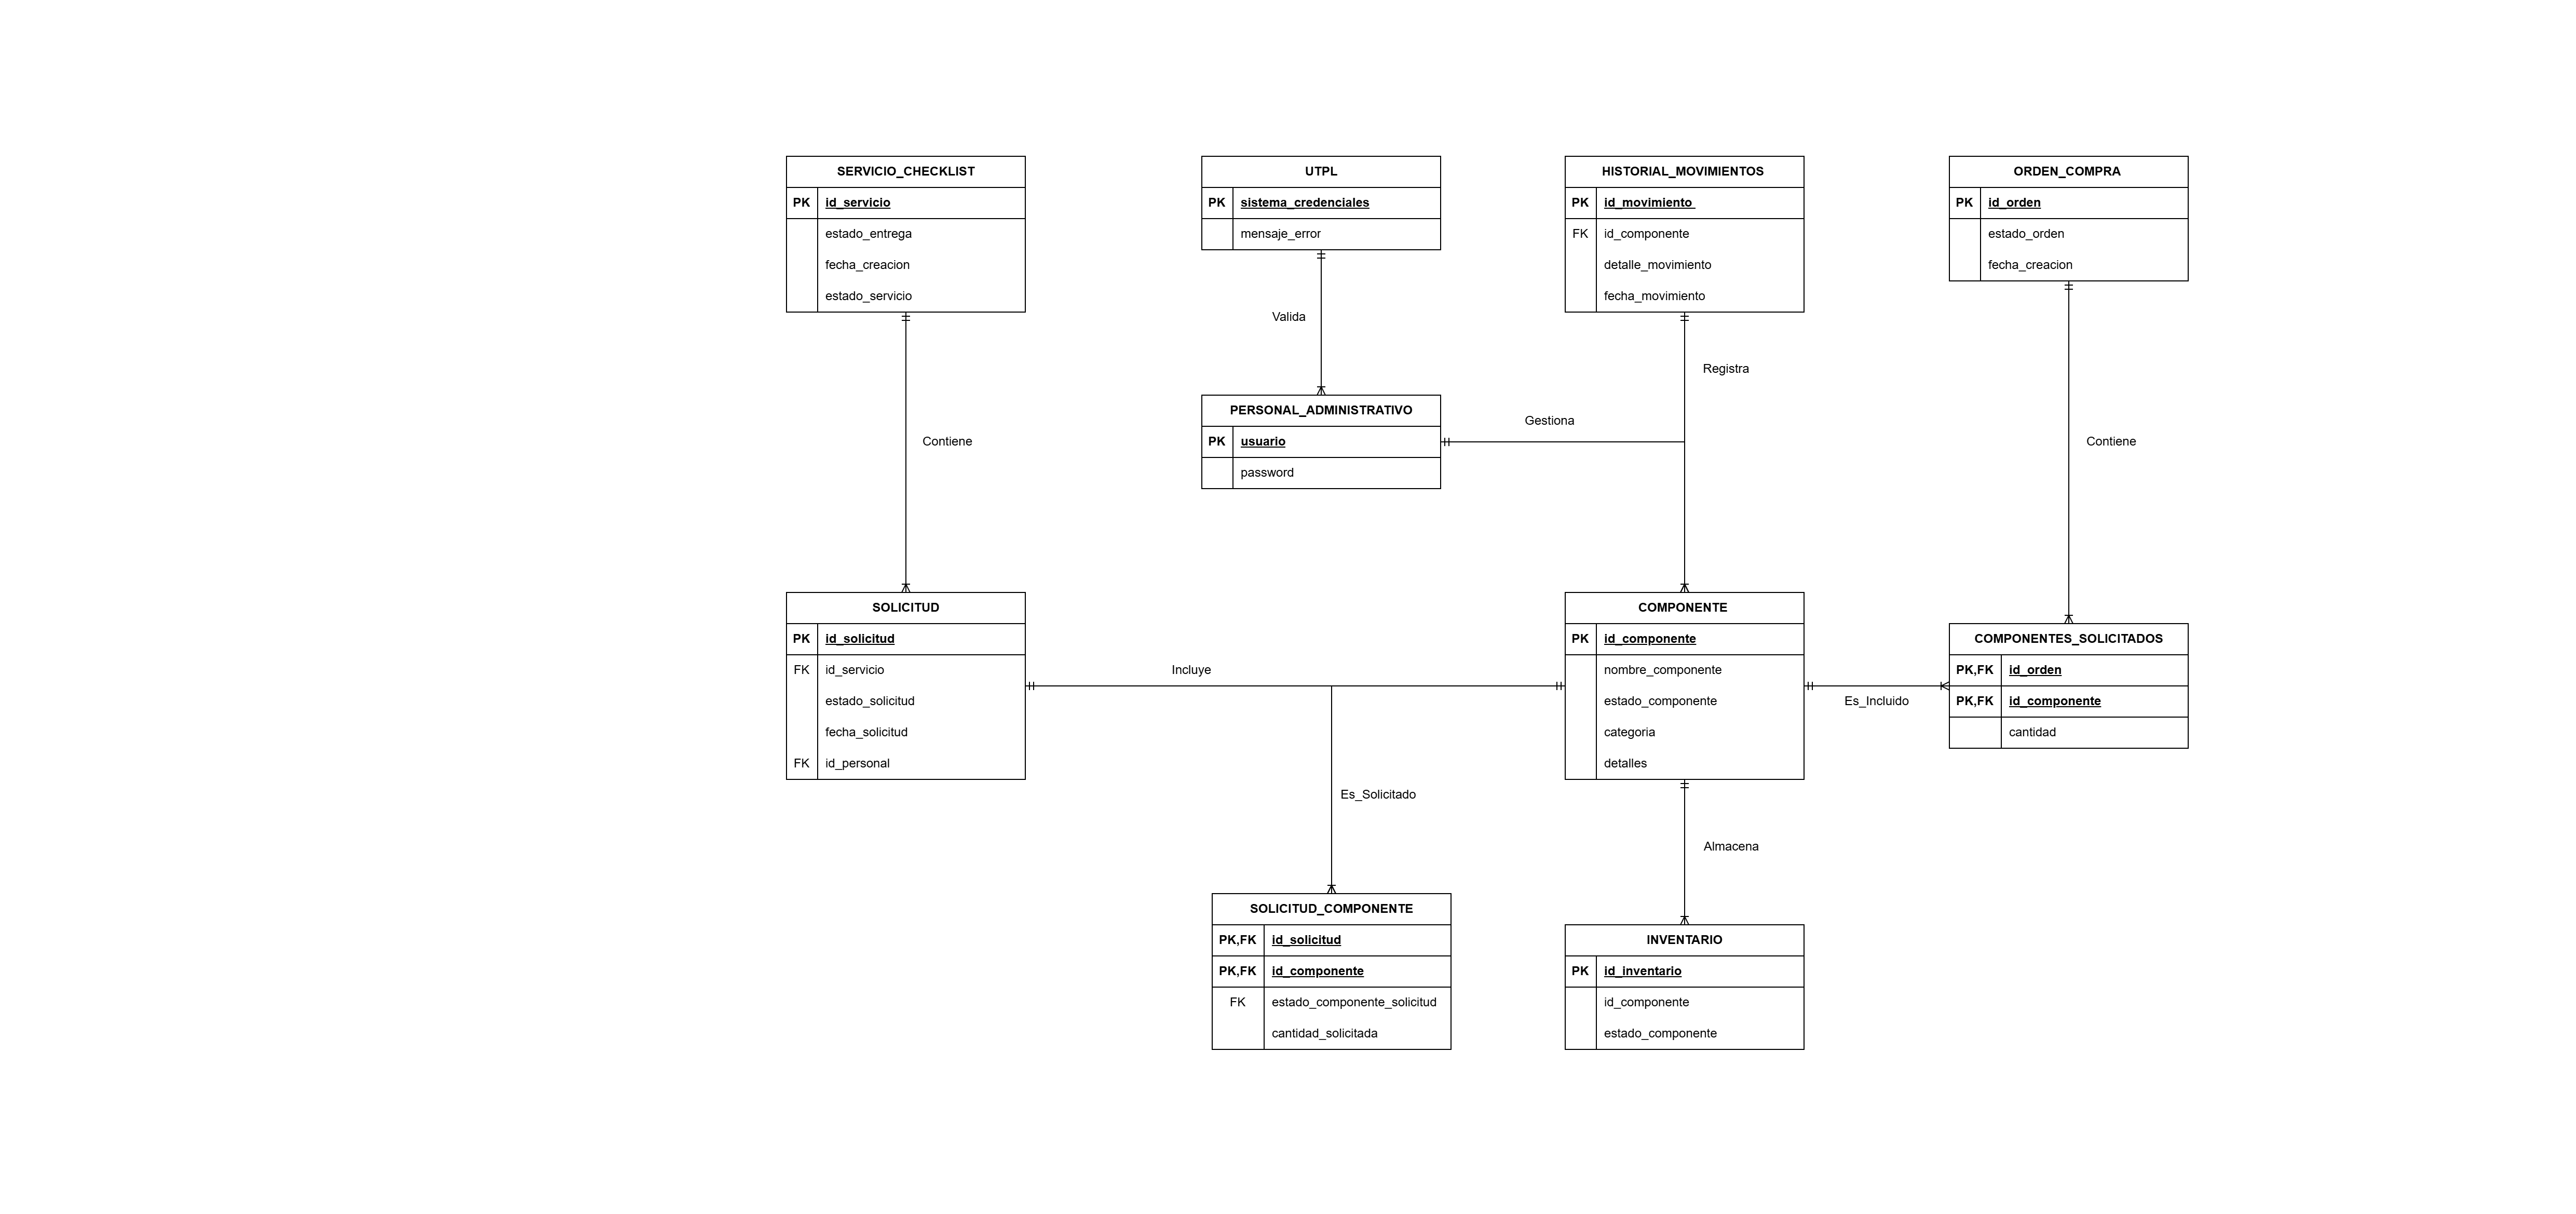 SERVICIO_CHECKLIST
PK id_servicio
estado_entrega
fecha_creacion
estado_servicio
UTPL
PK sistema_credenciales
mensaje_error
HISTORIAL_MOVIMIENTOS
PK id_movimiento
FK id_componente
detalle_movimiento
fecha_movimiento
ORDEN_COMPRA
PK id_orden
estado_orden
fecha_creacion
Valida
Registra
PERSONAL_ADMINISTRATIVO
PK usuario
password
Gestiona
Contiene
Contiene
SOLICITUD
PK id_solicitud
FK id_servicio
estado_solicitud
fecha_solicitud
FK id_personal
Incluye
COMPONENTE
PK id_componente
nombre_componente
estado_componente
categoria
detalles
Es_Incluido
COMPONENTES_SOLICITADOS
PK,FK id_orden
PK,FK id_componente
cantidad
Es_Solicitado
Almacena
SOLICITUD_COMPONENTE
PK,FK id_solicitud
PK,FK id_componente
FK estado_componente_solicitud
cantidad_solicitada
INVENTARIO
PK id_inventario
id_componente
estado_componente